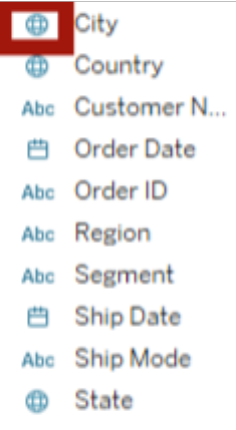 City
Country
Abc Customer N...
Order Date
Abc Order ID
Abc Region
Abc Segment
Ship Date
Abc Ship Mode
State